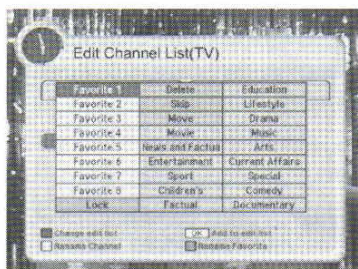 Edit Channel List(TV)
Favorite 1 Delete Education
Favorite 2 Skip Lifestyle
Favorite 3 Move Drama
Favorite 4 Movie Music
Favorite 5 News and Factus Arts
Favorite 6 Entertainment Current Affairs
Favorite 7 Sport Special
Favorite 8 Children's Comedy
Lock Factual Documentary
Change edit list OK Add to edit list
Rename Channel Rename Favorite